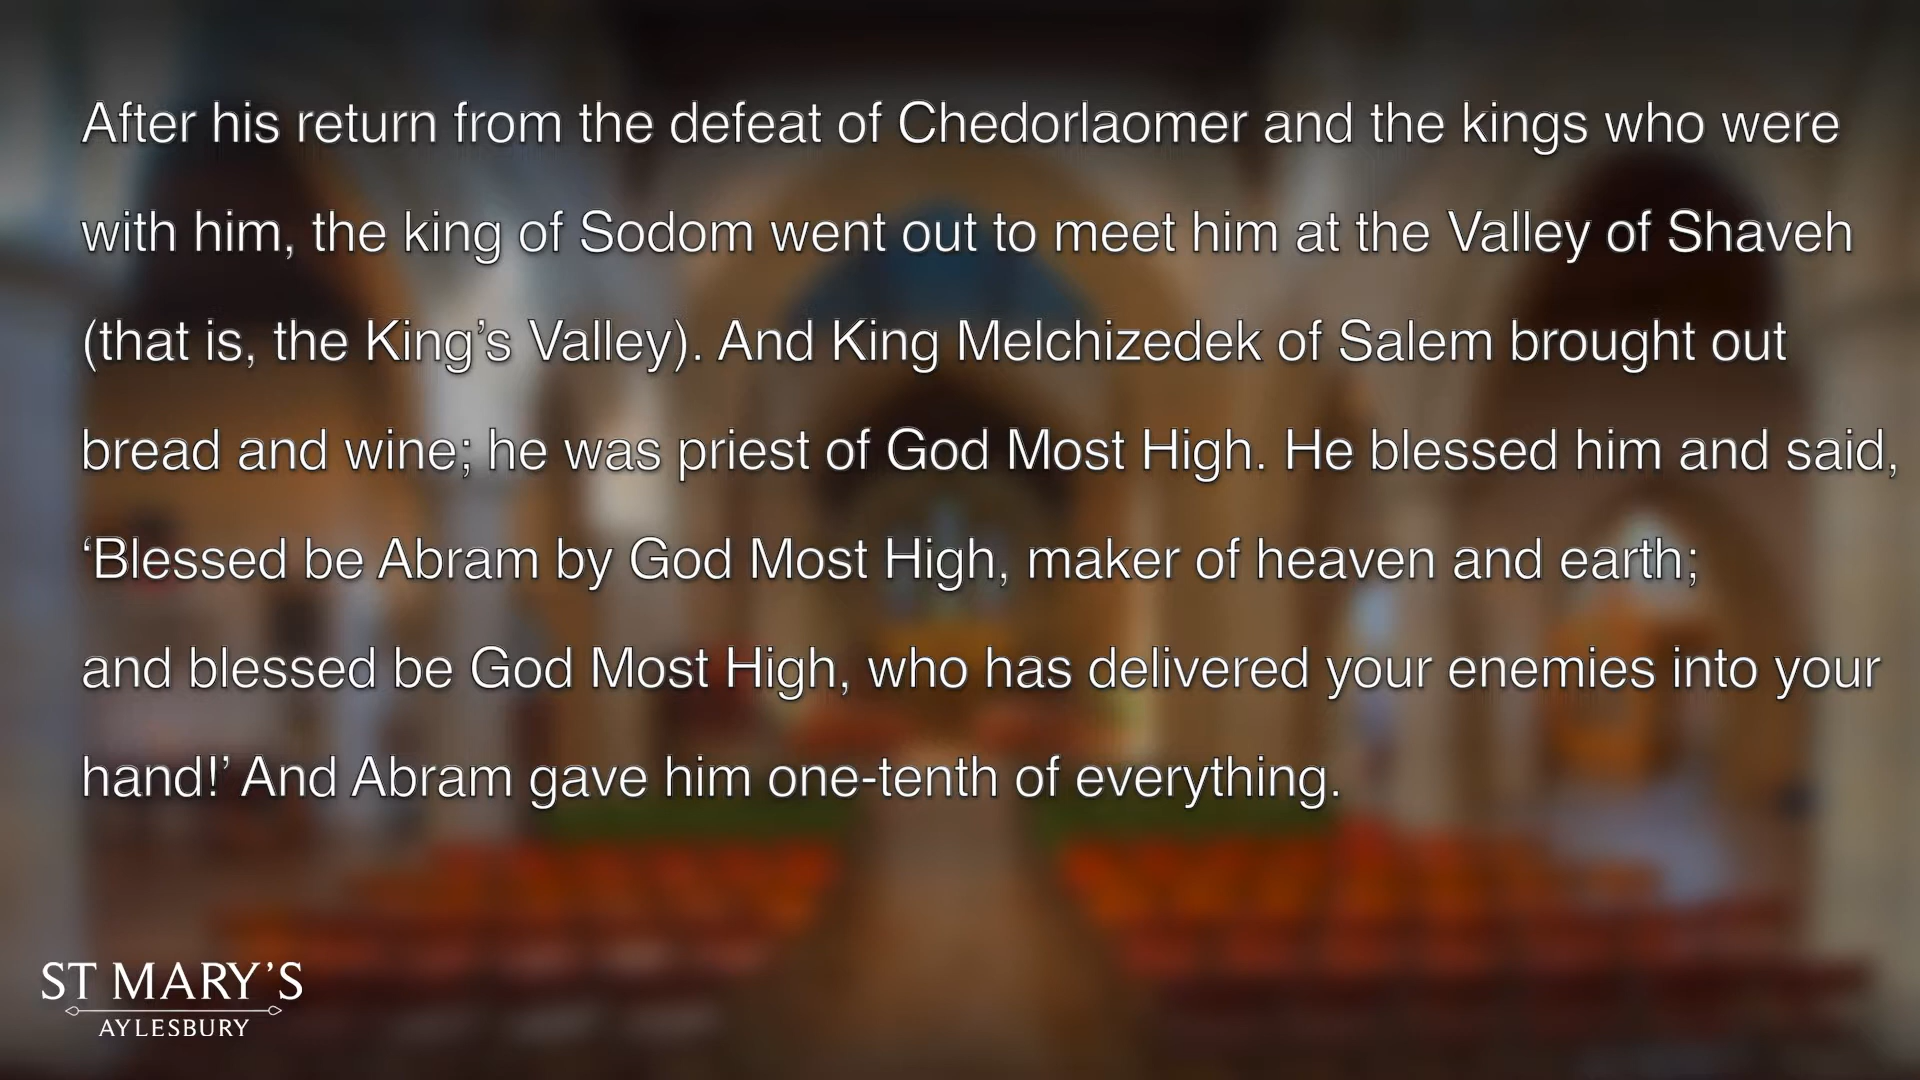 After his return from the defeat of Chedorlaomer and the kings who were
with him, the king of Sodom went out to meet him at the Valley of Shaveh
(that is, the King’s Valley). And King Melchizedek of Salem brought out
bread and wine; he was priest of God Most High. He blessed him and said,
‘Blessed be Abram by God Most High, maker of heaven and earth;
and blessed be God Most High, who has delivered your enemies into your
hand!’ And Abram gave him one-tenth of everything.
ST MARY’S
AYLESBURY